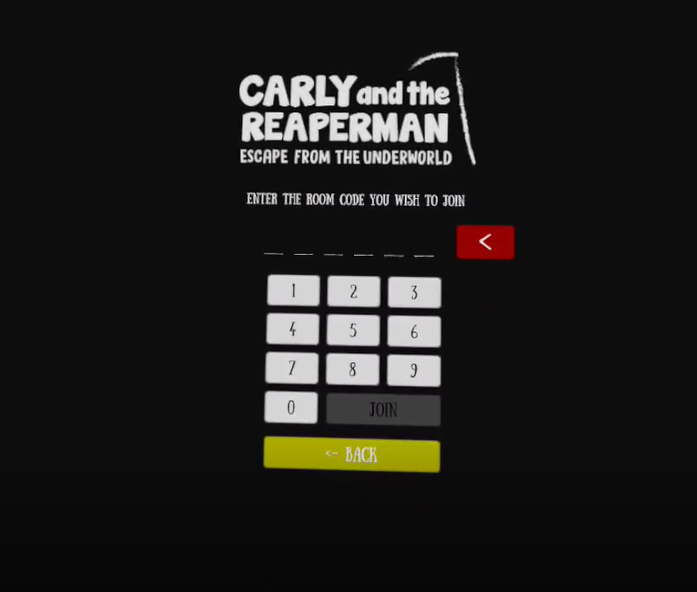 CARLY and the
REAPERMAN
ESCAPE FROM THE UNDERWORLD
ENTER THE ROOM CODE YOU WISH TO JOIN
<
1 2 3
4 5 6
7 8 9
0 JOIN
<- BACK